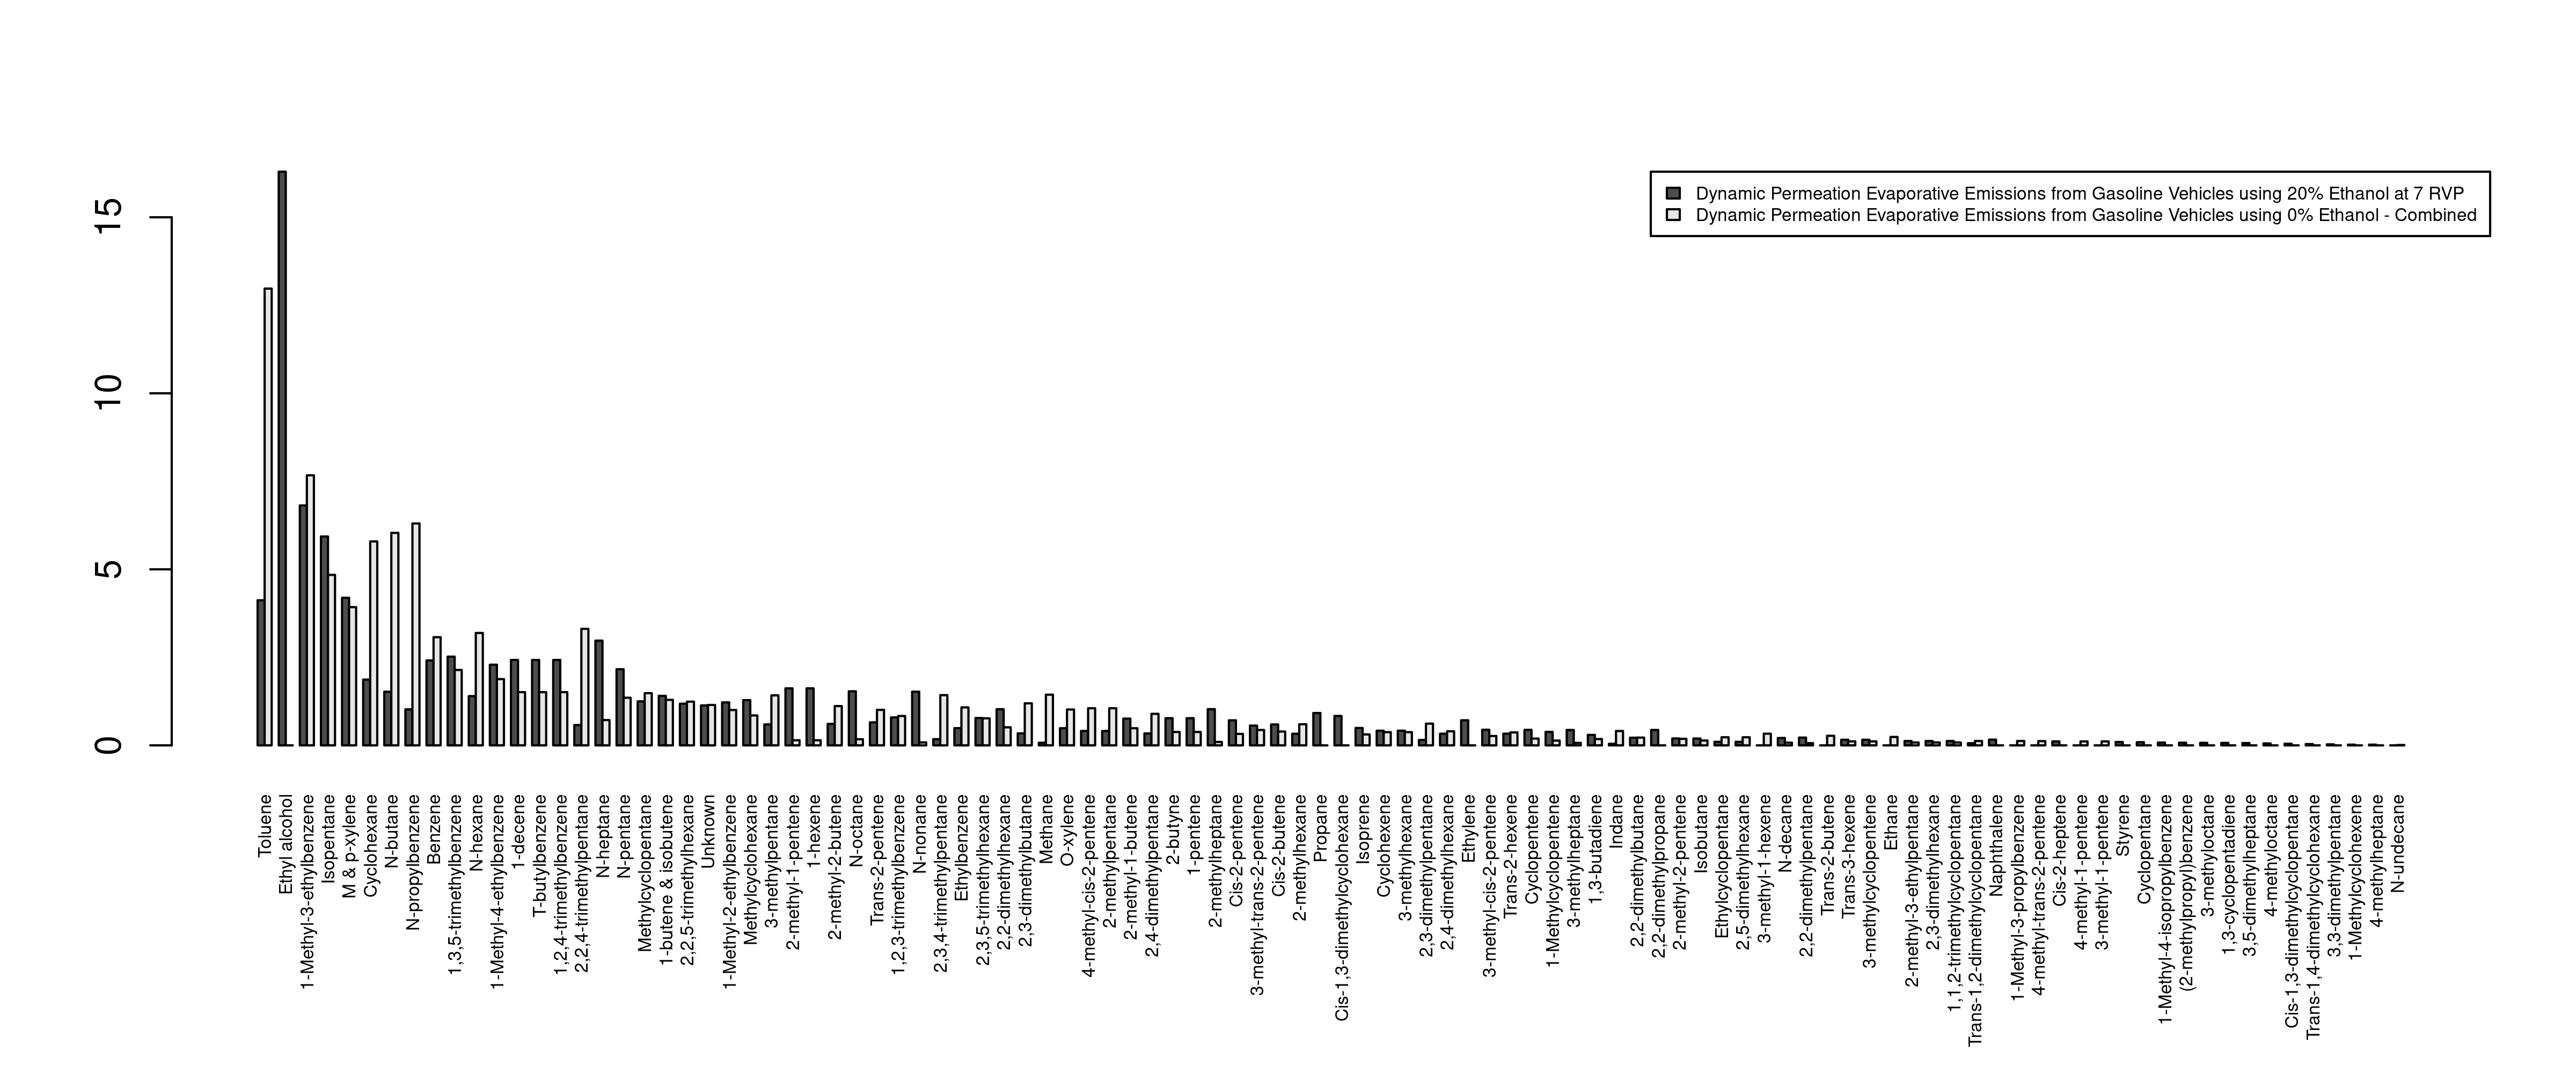 Dynamic Permeation Evaporative Emissions from Gasoline Vehicles using 20% Ethanol at 7 RVP
Dynamic Permeation Evaporative Emissions from Gasoline Vehicles using 0% Ethanol - Combined
15
10
5
0
Toluene
Ethyl alcohol
1-Methyl-3-ethylbenzene
Isopentane
M & p-xylene
Cyclohexane
N-butane
N-propylbenzene
Benzene
1,3,5-trimethylbenzene
N-hexane
1-Methyl-4-ethylbenzene
1-decene
T-butylbenzene
1,2,4-trimethylbenzene
2,2,4-trimethylpentane
N-heptane
N-pentane
Methylcyclopentane
1-butene & isobutene
2,2,5-trimethylhexane
Unknown
1-Methyl-2-ethylbenzene
Methylcyclohexane
3-methylpentane
2-methyl-1-pentene
1-hexene
2-methyl-2-butene
N-octane
Trans-2-pentene
1,2,3-trimethylbenzene
N-nonane
2,3,4-trimethylpentane
Ethylbenzene
2,3,5-trimethylhexane
2,2-dimethylhexane
2,3-dimethylbutane
Methane
O-xylene
4-methyl-cis-2-pentene
2-methylpentane
2-methyl-1-butene
2,4-dimethylpentane
2-butyne
1-pentene
2-methylheptane
Cis-2-pentene
3-methyl-trans-2-pentene
Cis-2-butene
2-methylhexane
Propane
Cis-1,3-dimethylcyclohexane
Isoprene
Cyclohexene
3-methylhexane
2,3-dimethylpentane
2,4-dimethylhexane
Ethylene
3-methyl-cis-2-pentene
Trans-2-hexene
Cyclopentene
1-Methylcyclopentene
3-methylheptane
1,3-butadiene
Indane
2,2-dimethylbutane
2,2-dimethylpropane
2-methyl-2-pentene
Isobutane
Ethylcyclopentane
2,5-dimethylhexane
3-methyl-1-hexene
N-decane
2,2-dimethylpentane
Trans-2-butene
Trans-3-hexene
3-methylcyclopentene
Ethane
2-methyl-3-ethylpentane
2,3-dimethylhexane
1,1,2-trimethylcyclopentane
Trans-1,2-dimethylcyclopentane
Naphthalene
1-Methyl-3-propylbenzene
4-methyl-trans-2-pentene
Cis-2-heptene
4-methyl-1-pentene
3-methyl-1-pentene
Styrene
Cyclopentane
1-Methyl-4-isopropylbenzene
(2-methylpropyl)benzene
3-methyloctane
1,3-cyclopentadiene
3,5-dimethylheptane
4-methyloctane
Cis-1,3-dimethylcyclopentane
Trans-1,4-dimethylcyclohexane
3,3-dimethylpentane
1-Methylcyclohexene
4-methylheptane
N-undecane